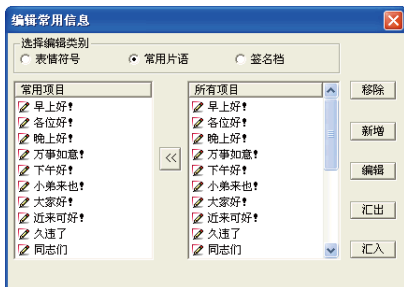 编辑常用信息
选择编辑类别
表情符号 常用片语 签名档
常用项目 所有项目
早上好! 早上好! 移除
各位好! 各位好!
晚上好! 晚上好! 新增
万事如意! 万事如意!
下午好! 下午好! 编辑
小弟来也! 小弟来也!
大家好! 大家好! 汇出
近来可好! 近来可好!
久违了 久违了
同志们 同志们 汇入